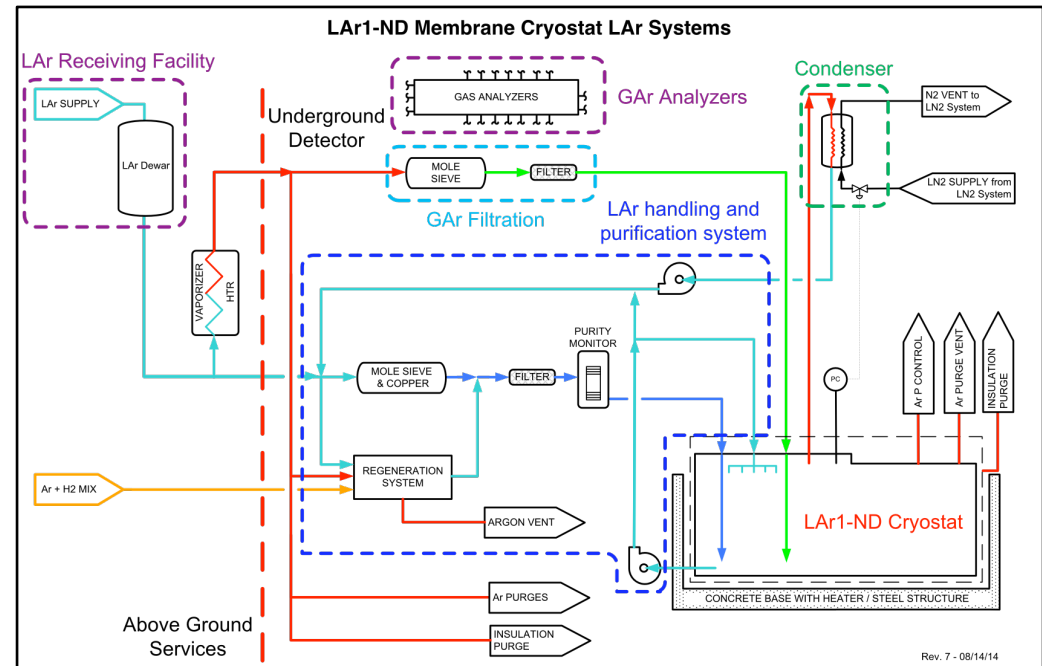 LAr1-ND Membrane Cryostat LAr Systems
LAr Receiving Facility
LAr SUPPLY
LAr Dewar
Underground
Detector
GAS ANALYZERS
GAr Analyzers
Condenser
N2 VENT to
LN2 System
LN2 SUPPLY from
LN2 System
MOLE
SIEVE
FILTER
GAr Filtration
LAr handling and
purification system
VAPORIZER
HTR
PURITY
MONITOR
MOLE SIEVE
& COPPER
FILTER
PC
Ar P CONTROL
Ar PURGE VENT
INSULATION
PURGE
REGENERATION
SYSTEM
Ar + H2 MIX
ARGON VENT
LAr1-ND Cryostat
CONCRETE BASE WITH HEATER / STEEL STRUCTURE
Ar PURGES
INSULATION
PURGE
Above Ground
Services
Rev. 7 - 08/14/14